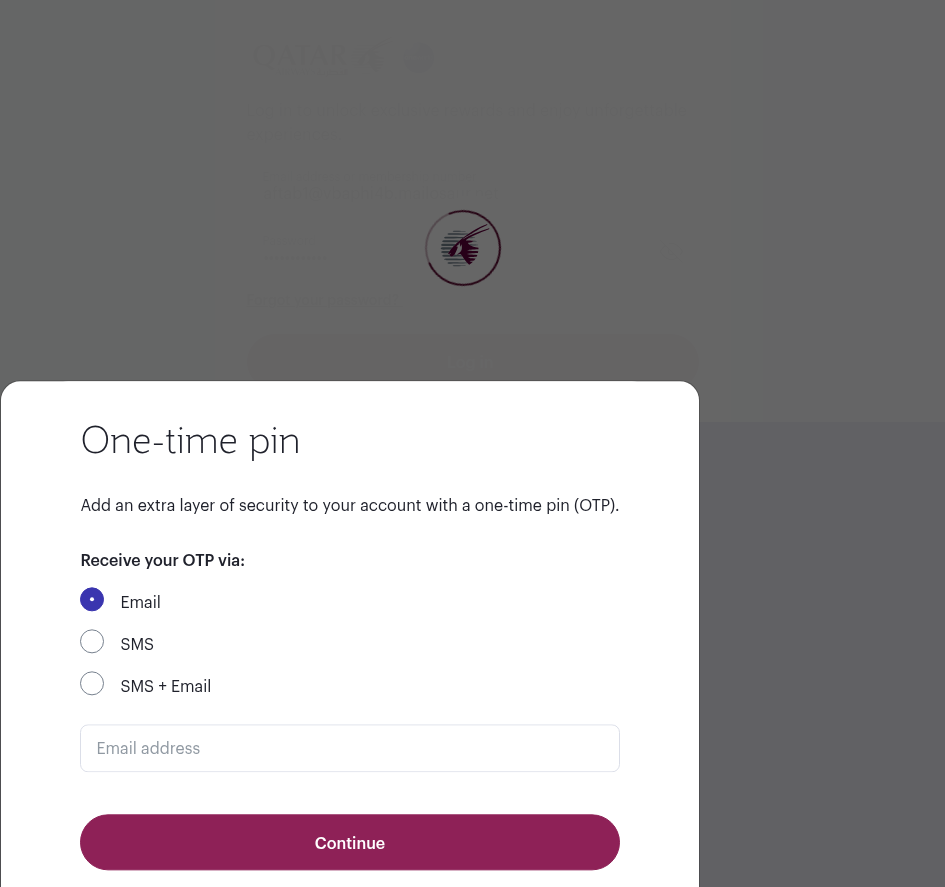 QATAR
One-time pin
Add an extra layer of security to your account with a one-time pin (OTP).
Receive your OTP via:
Email
SMS
SMS + Email
Email address
Continue